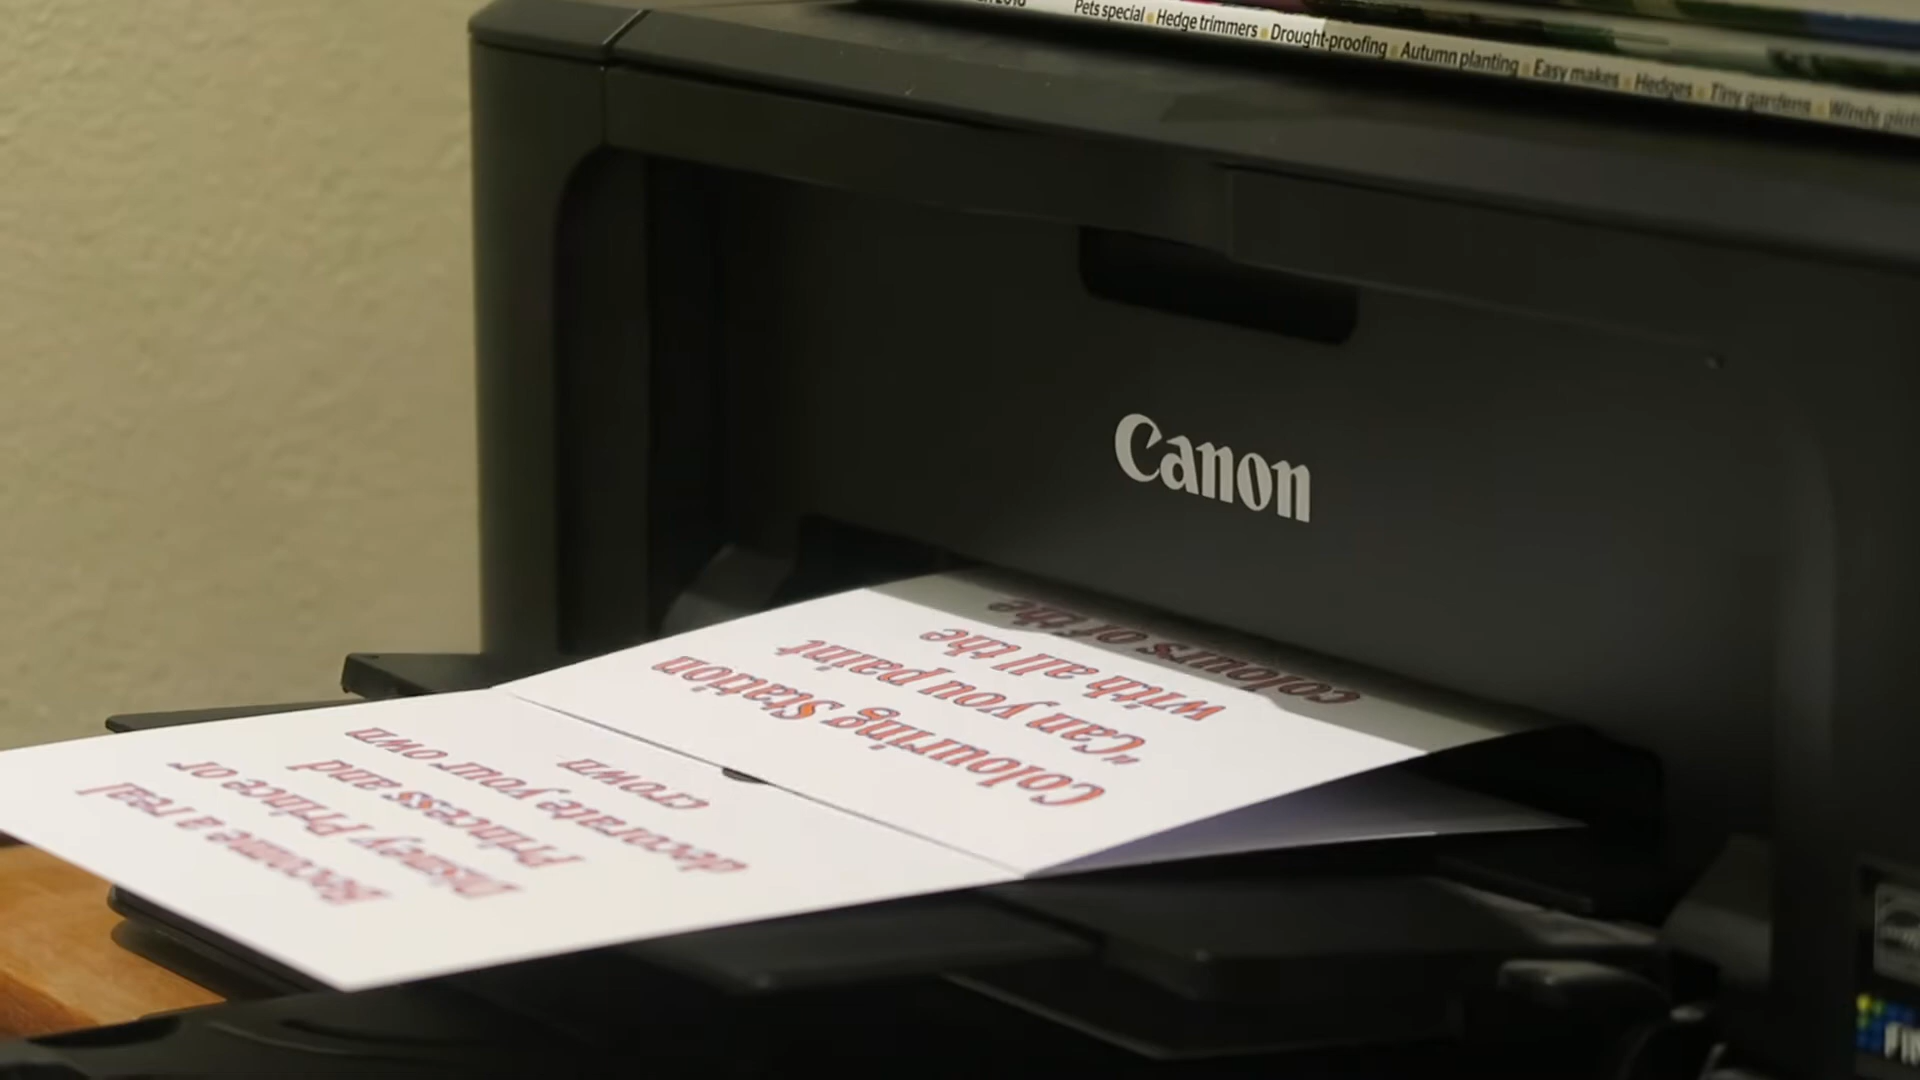 Pets special • Hedge trimmers • Drought-proofing • Autumn planting • Easy makes • Hedges • Tiny gardens • Windy
Canon
Colouring Station
"Can you paint
with all the
colours of the
Become a real
Disney Prince or
Princess and
decorate your own
crown